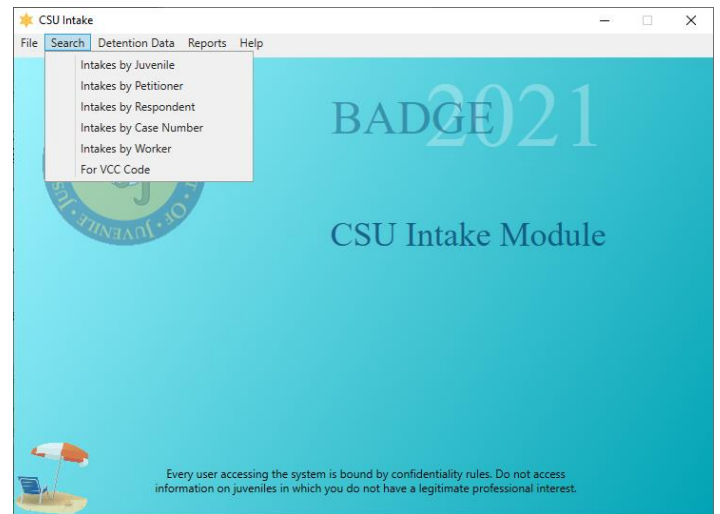 CSU Intake
File Search Detention Data Reports Help
Intakes by Juvenile
Intakes by Petitioner
Intakes by Respondent
Intakes by Case Number
Intakes by Worker
For VCC Code
BADGE 2021
T. OF JUVENILE JUS
CSU Intake Module
Every user accessing the system is bound by confidentiality rules. Do not access
information on juveniles in which you do not have a legitimate professional interest.